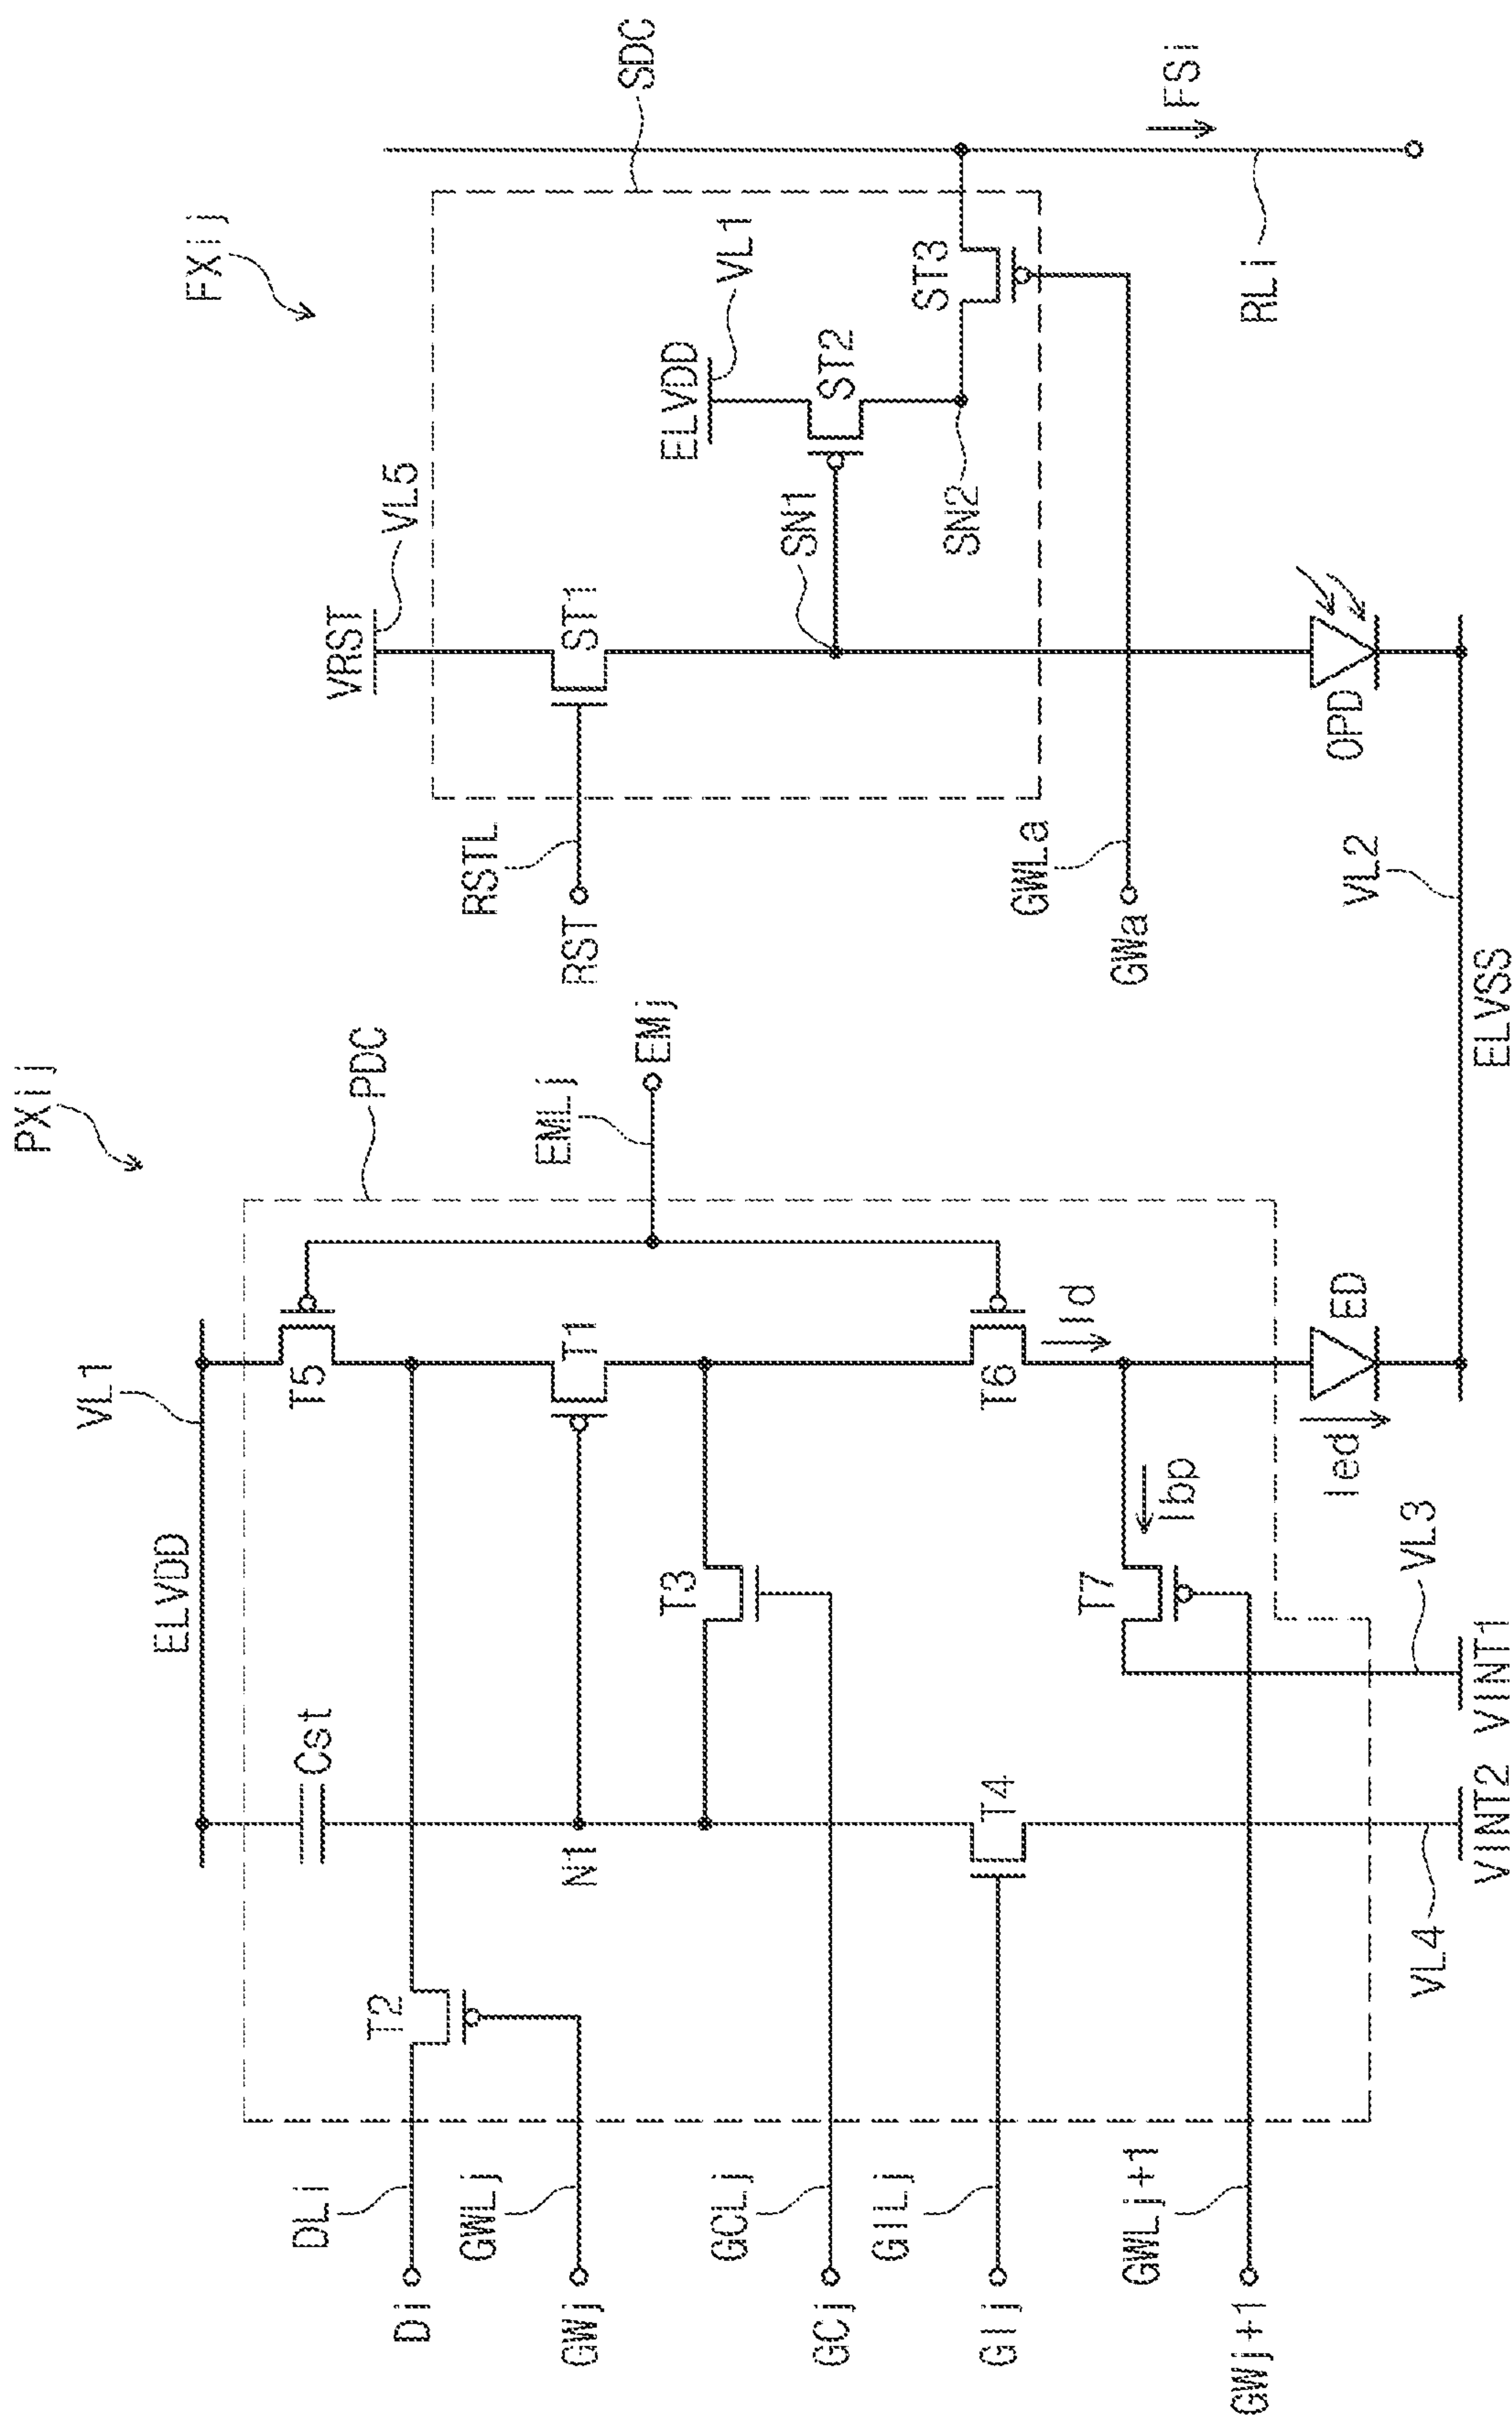 PXij
FXij
VL1
PDC
ELVDD
Cst
T5
T2
T1
N1
T3
T4
T6
Id
T7
Ibp
Ied
ED
DLi
Di
GWLj
GWj
GCLj
GCj
GILj
GIj
GWLj+1
GWj+1
EMLj
EMj
VL4
VL3
VINT2
VINT1
VL2
ELVSS
SDC
VRST
VL5
RSTL
RST
ST1
SN1
ELVDD
VL1
ST2
SN2
ST3
GWLa
GWa
OPD
RLi
FSi